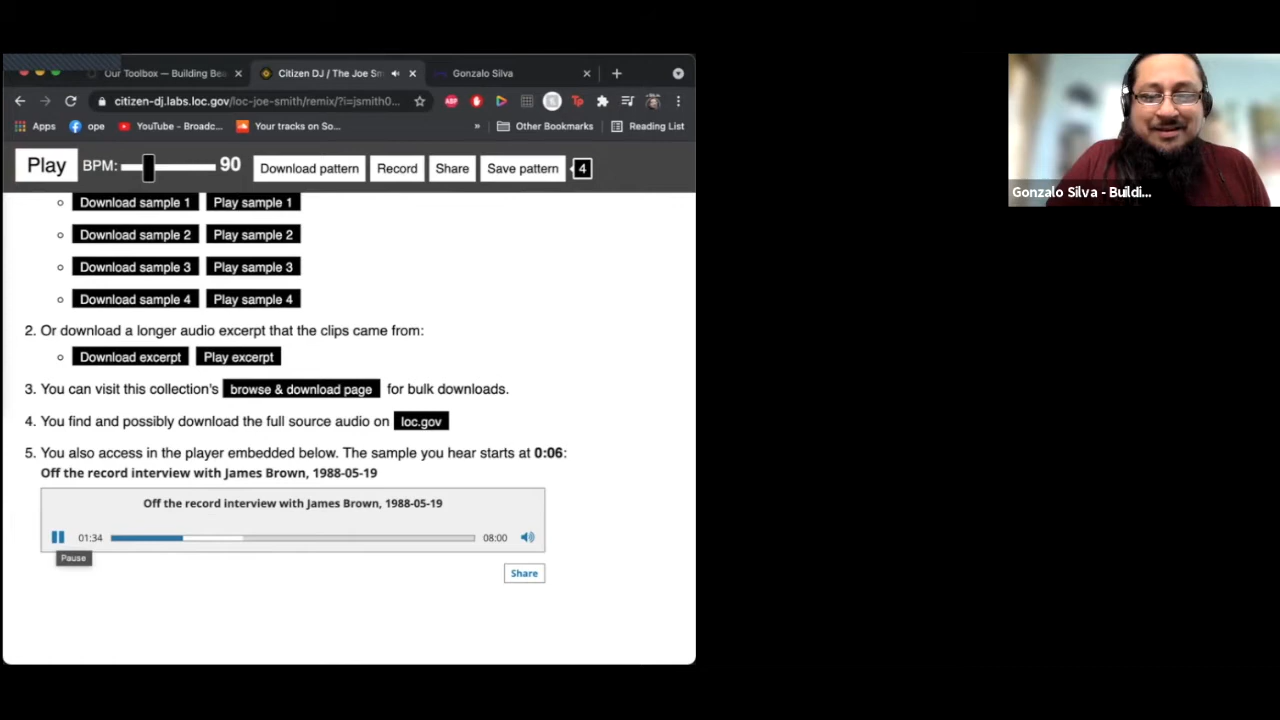 Our Toolbox — Building Bea
Citizen DJ / The Joe Sm
Gonzalo Silva
citizen-dj.labs.loc.gov/loc-joe-smith/remix/?i=jsmith0...
ABP
Tp
Apps
ope
YouTube - Broadc...
Your tracks on So...
»
Other Bookmarks
Reading List
Play
BPM:
90
Download pattern
Record
Share
Save pattern
4
Download sample 1
Play sample 1
Download sample 2
Play sample 2
Download sample 3
Play sample 3
Download sample 4
Play sample 4
2. Or download a longer audio excerpt that the clips came from:
Download excerpt
Play excerpt
3. You can visit this collection's browse & download page for bulk downloads.
4. You find and possibly download the full source audio on loc.gov
5. You also access in the player embedded below. The sample you hear starts at 0:06:
Off the record interview with James Brown, 1988-05-19
Off the record interview with James Brown, 1988-05-19
01:34
08:00
Pause
Share
Gonzalo Silva - Buildi...